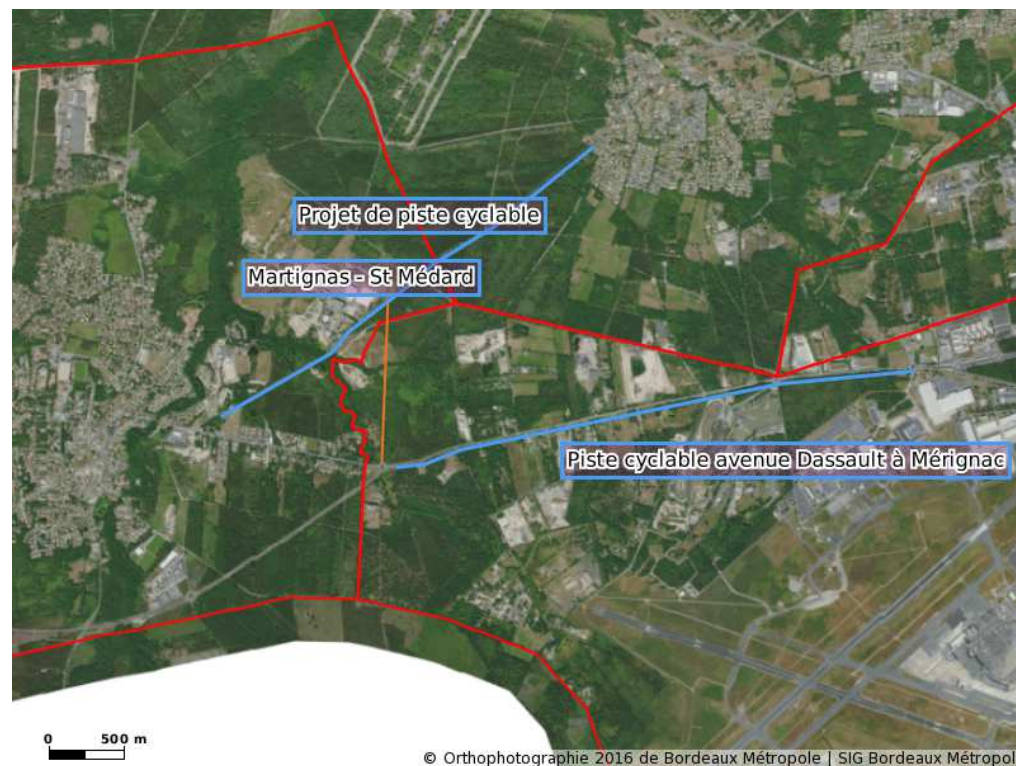 Projet de piste cyclable
Martignas - St Médard
Piste cyclable avenue Dassault à Mérignac
0 500 m
© Orthophotographie 2016 de Bordeaux Métropole | SIG Bordeaux Métropol